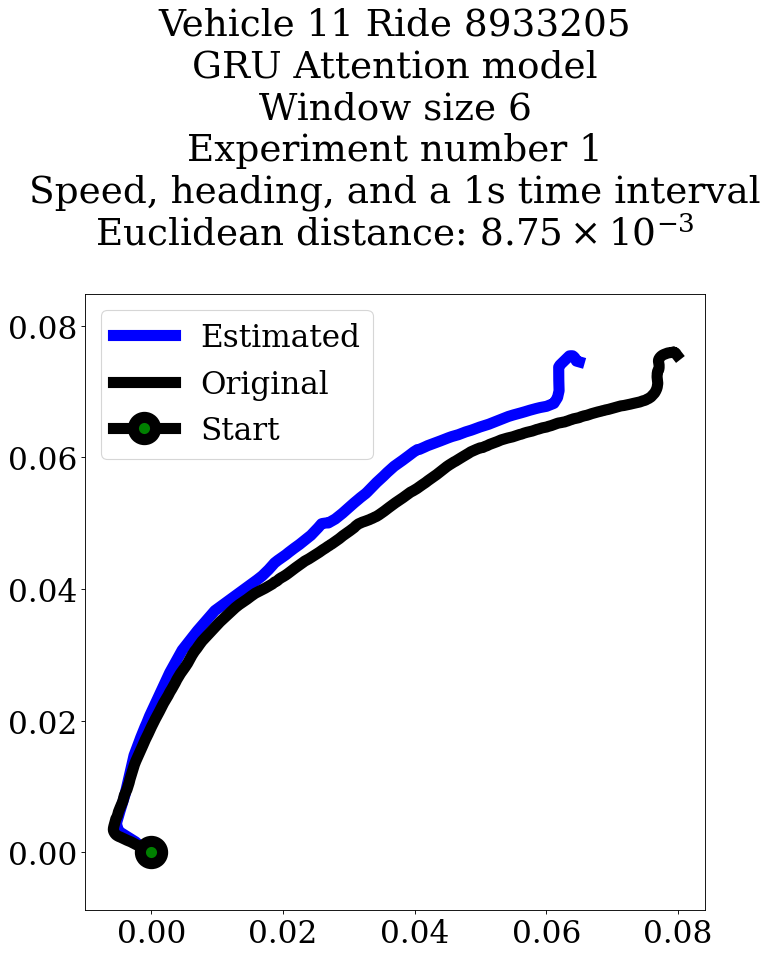 Vehicle 11 Ride 8933205
GRU Attention model
Window size 6
Experiment number 1
Speed, heading, and a 1s time interval
Euclidean distance: 8.75 × 10⁻³
Estimated
Original
Start
0.08
0.06
0.04
0.02
0.00
0.00 0.02 0.04 0.06 0.08